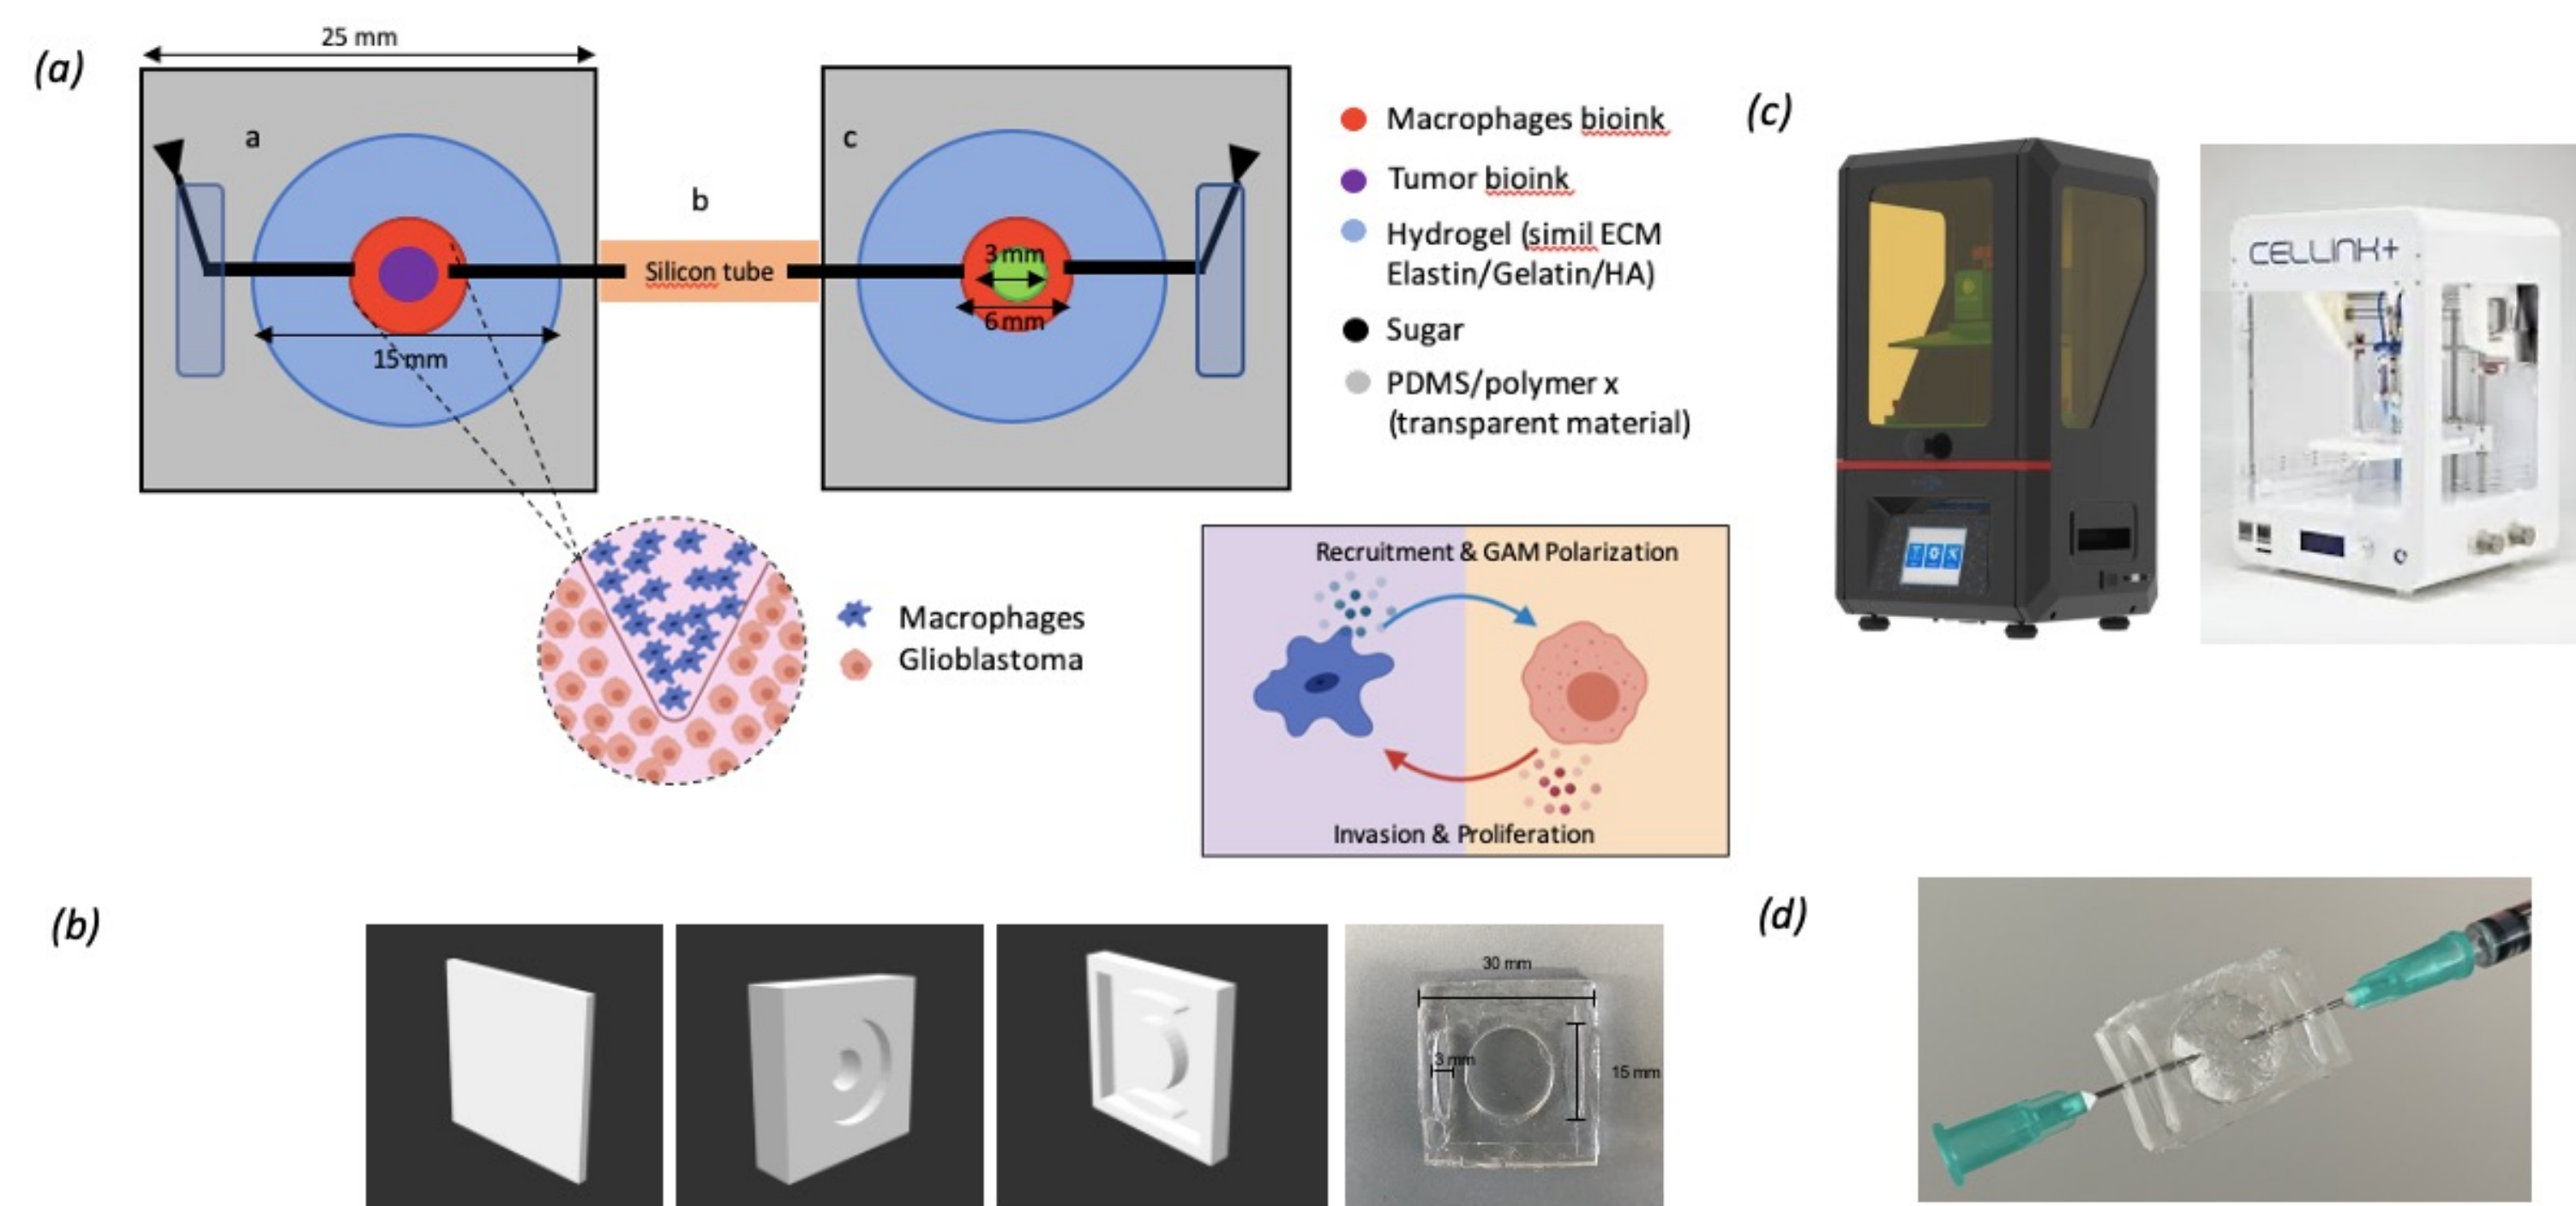 (a)
25 mm
a
15 mm
b
Silicon tube
c
3 mm
6 mm
Macrophages bioink
Tumor bioink
Hydrogel (simil ECM
Elastin/Gelatin/HA)
Sugar
PDMS/polymer x
(transparent material)
Macrophages
Glioblastoma
Recruitment & GAM Polarization
Invasion & Proliferation
(c)
CELLINK+
(b)
30 mm
3 mm
15 mm
(d)